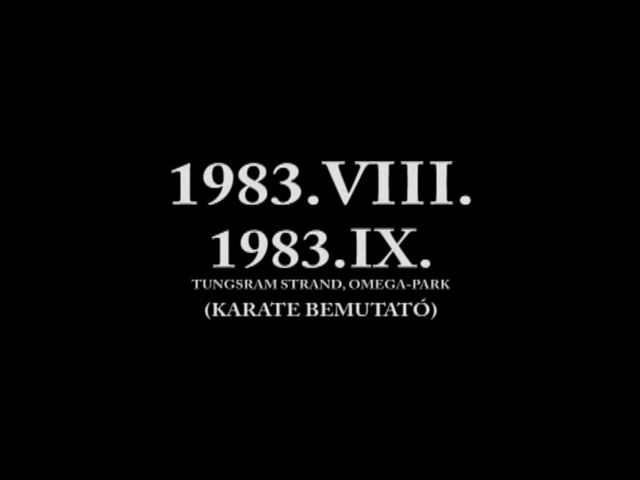 1983.VIII.
1983.IX.
TUNGSRAM STRAND, OMEGA-PARK
(KARATE BEMUTATÓ)